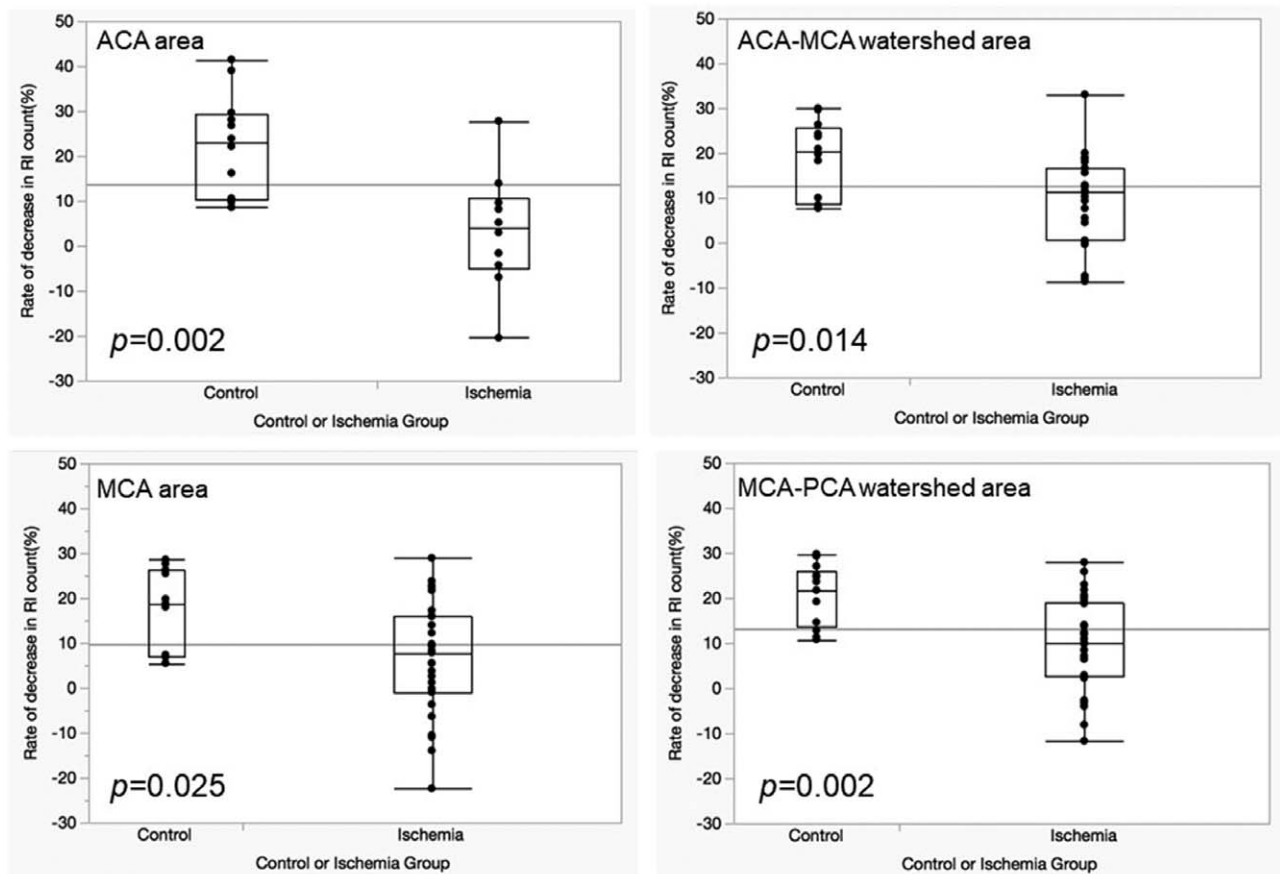 ACA area
Rate of decrease in RI count(%)
50
40
30
20
10
0
-10
-20
-30
p=0.002
Control
Ischemia
Control or Ischemia Group
ACA-MCA watershed area
Rate of decrease in RI count(%)
50
40
30
20
10
0
-10
-20
-30
p=0.014
Control
Ischemia
Control or Ischemia Group
MCA area
Rate of decrease in RI count(%)
50
40
30
20
10
0
-10
-20
-30
p=0.025
Control
Ischemia
Control or Ischemia Group
MCA-PCA watershed area
Rate of decrease in RI count(%)
50
40
30
20
10
0
-10
-20
-30
p=0.002
Control
Ischemia
Control or Ischemia Group